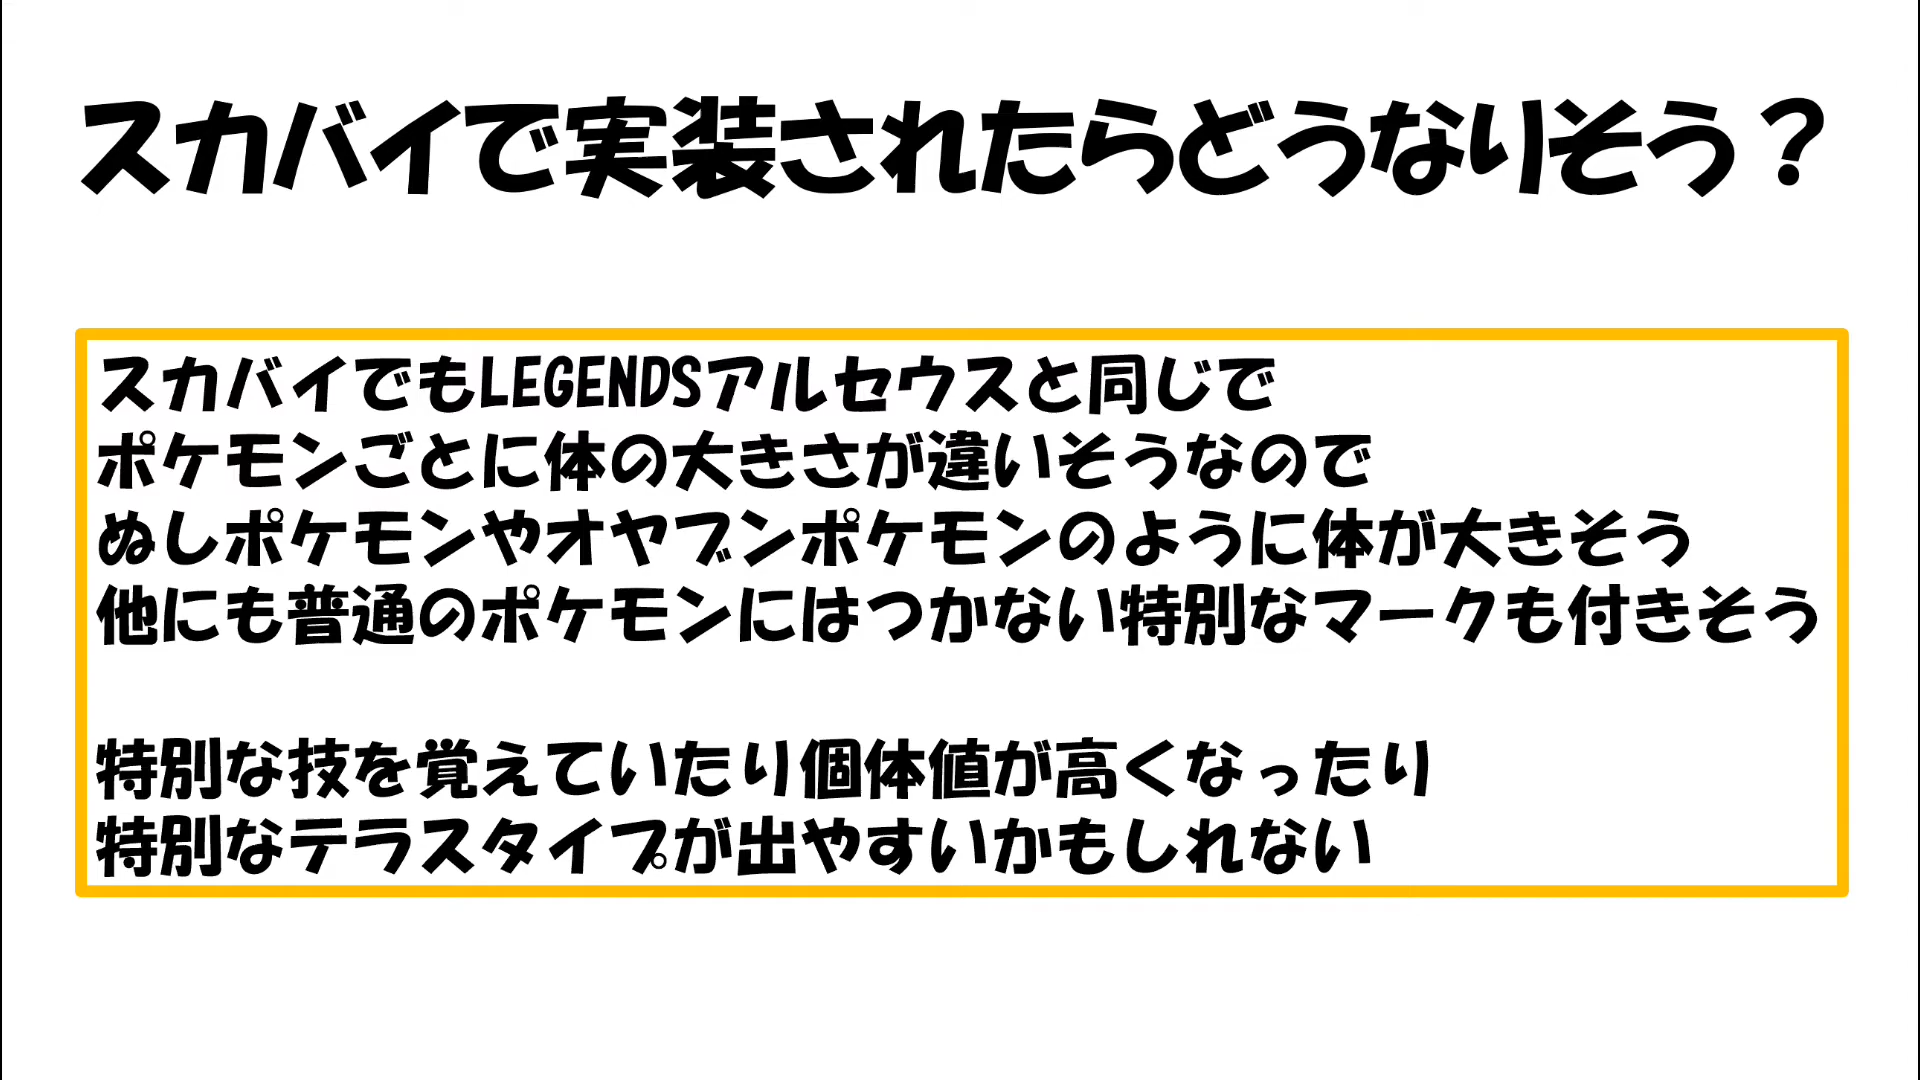 スカバイで実装されたらどうなりそう？
スカバイでもLEGENDSアルセウスと同じで
ポケモンごとに体の大きさが違いそうなので
ぬしポケモンやオヤブンポケモンのように体が大きそう
他にも普通のポケモンにはつかない特別なマークも付きそう
特別な技を覚えていたり個体値が高くなったり
特別なテラスタイプが出やすいかもしれない